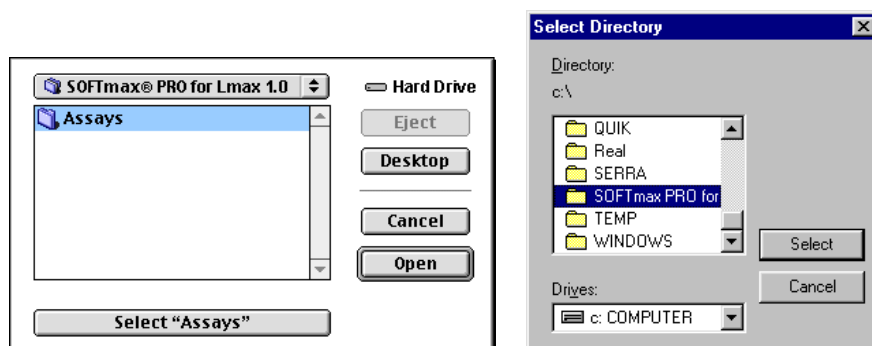 SOFTmax® PRO for Lmax 1.0
Hard Drive
Assays
Eject
Desktop
Cancel
Open
Select “Assays”
Select Directory
Directory:
c:\
QUIK
Real
SERRA
SOFTmax PRO for
TEMP
WINDOWS
Select
Cancel
Drives:
c: COMPUTER